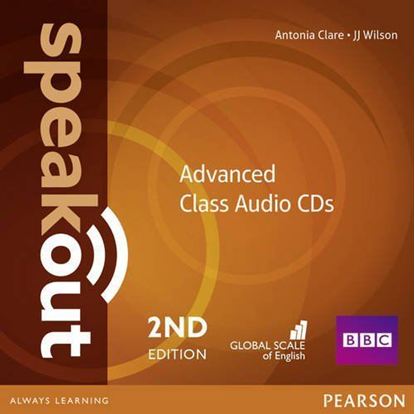 Antonia Clare • JJ Wilson
speakout
Advanced
Class Audio CDs
2ND
EDITION
GLOBAL SCALE
of English
BBC
ALWAYS LEARNING
PEARSON